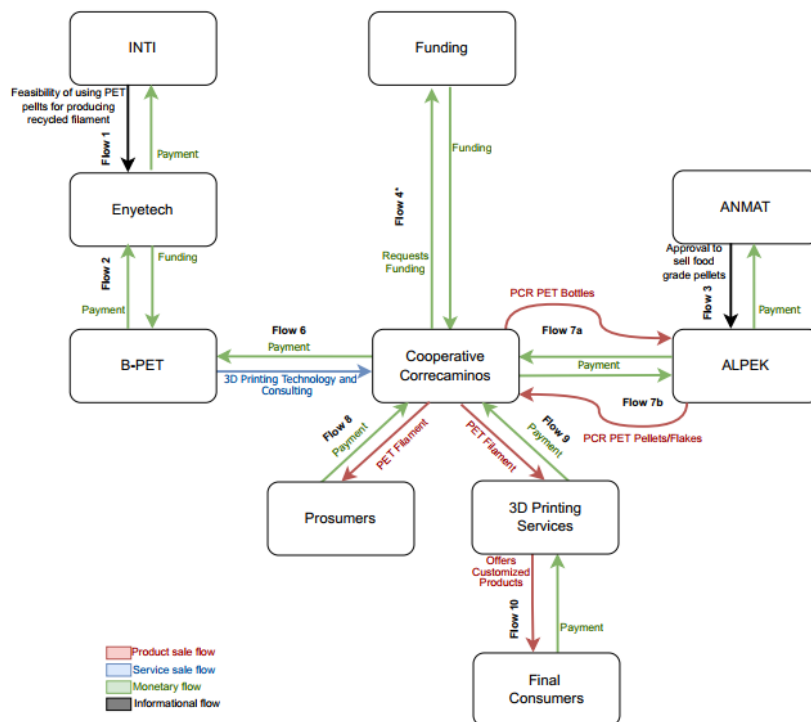 INTI
Funding
Feasibility of using PET
pellts for producing
recycled filament
Flow 1
Payment
Funding
Flow 4*
Requests
Funding
Enyetech
ANMAT
Flow 2
Payment
Funding
Approval to
sell food
grade pellets
Flow 3
Payment
PCR PET Bottles
B-PET
Flow 6
Payment
3D Printing Technology and
Consulting
Cooperative
Correcaminos
Flow 7a
Payment
ALPEK
Flow 7b
PCR PET Pellets/Flakes
Flow 8
Payment
PET Filament
PET Filament
Flow 9
Payment
Prosumers
3D Printing
Services
Offers
Customized
Products
Flow 10
Payment
Final
Consumers
Product sale flow
Service sale flow
Monetary flow
Informational flow